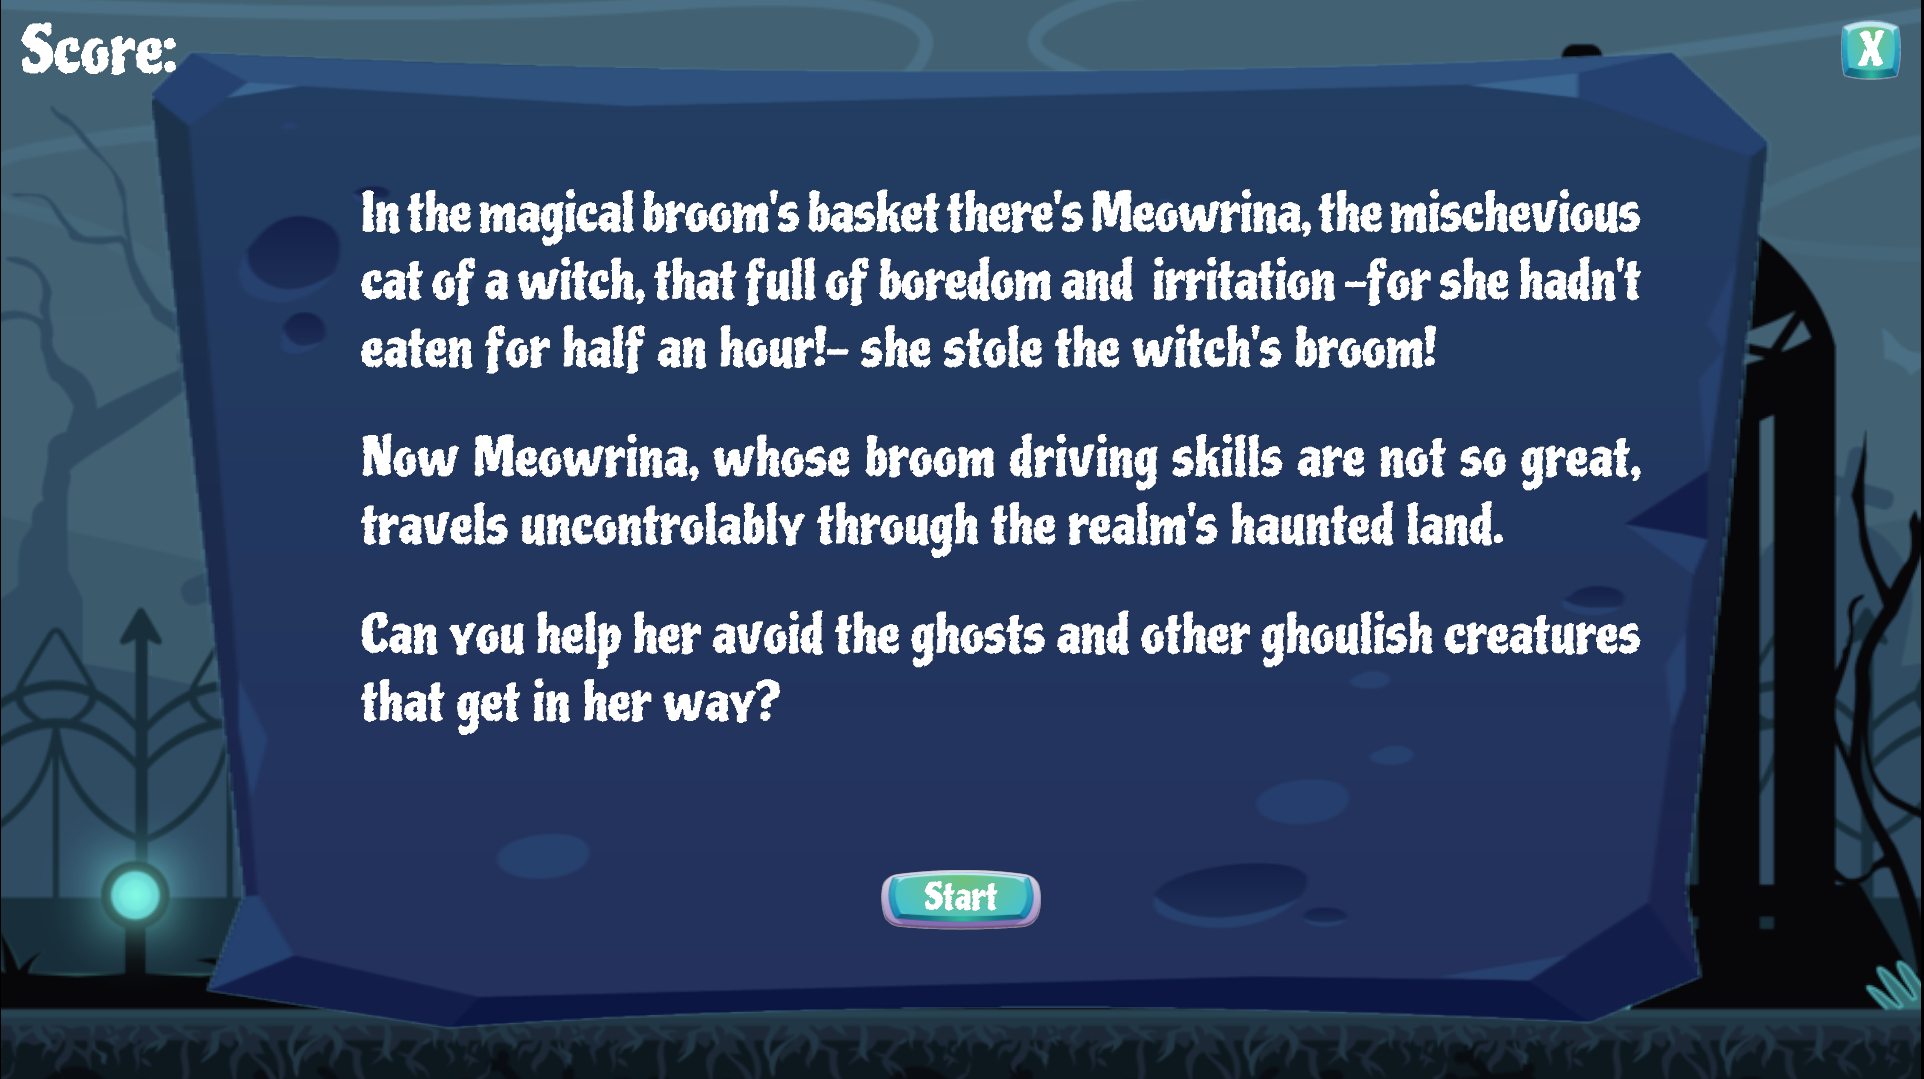 Score:
X
In the magical broom's basket there's Meowrina, the mischevious
cat of a witch, that full of boredom and  irritation -for she hadn't
eaten for half an hour!- she stole the witch's broom!
Now Meowrina, whose broom driving skills are not so great,
travels uncontrolably through the realm's haunted land.
Can you help her avoid the ghosts and other ghoulish creatures
that get in her way?
Start